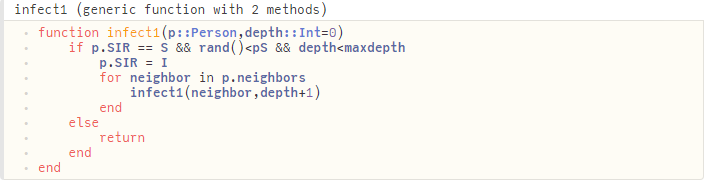 infect1 (generic function with 2 methods)
function infect1(p::Person,depth::Int=0)
if p.SIR == S && rand()<pS && depth<maxdepth
p.SIR = I
for neighbor in p.neighbors
infect1(neighbor,depth+1)
end
else
return
end
end